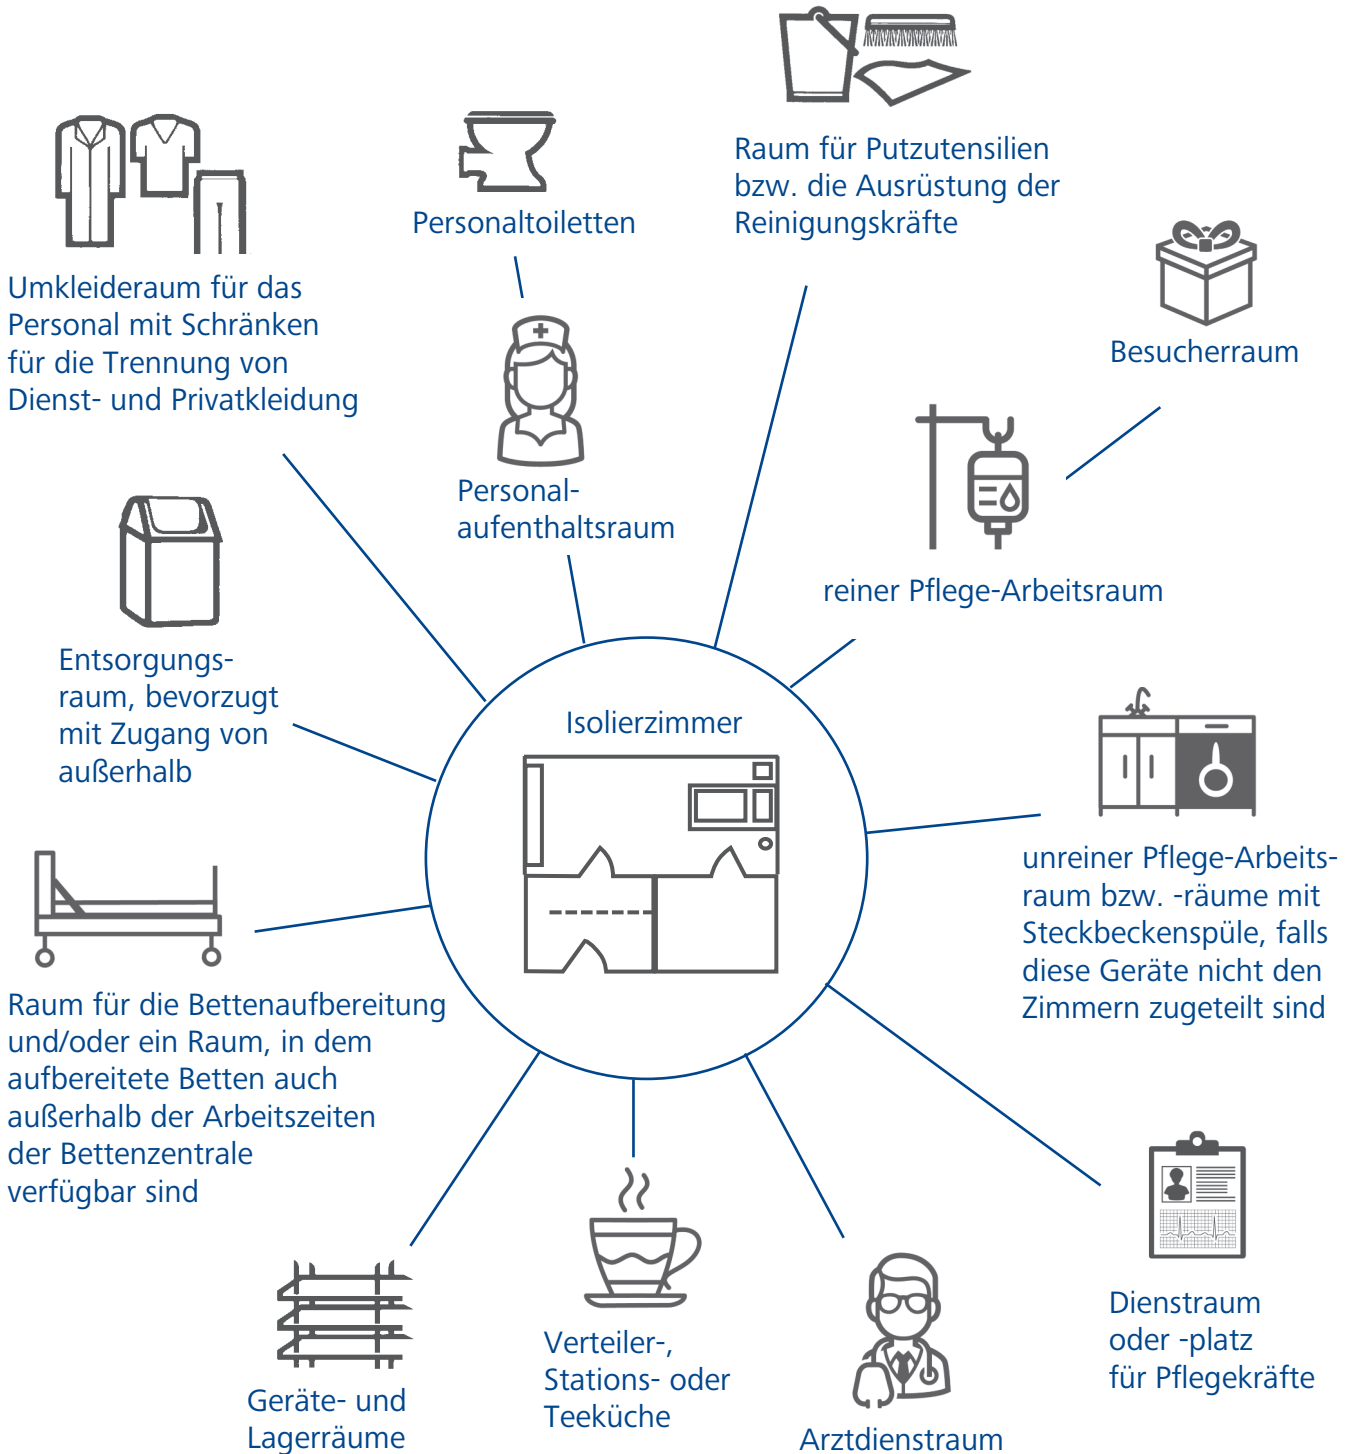 Raum für Putzutensilien
bzw. die Ausrüstung der
Reinigungskräfte
Personaltoiletten
Umkleideraum für das
Personal mit Schränken
für die Trennung von
Dienst- und Privatkleidung
Besucherraum
Personal-
aufenthaltsraum
reiner Pflege-Arbeitsraum
Entsorgungs-
raum, bevorzugt
mit Zugang von
außerhalb
Isolierzimmer
unreiner Pflege-Arbeits-
raum bzw. -räume mit
Steckbeckenspüle, falls
diese Geräte nicht den
Zimmern zugeteilt sind
Raum für die Bettenaufbereitung
und/oder ein Raum, in dem
aufbereitete Betten auch
außerhalb der Arbeitszeiten
der Bettenzentrale
verfügbar sind
Dienstraum
oder -platz
für Pflegekräfte
Verteiler-,
Stations- oder
Teeküche
Geräte- und
Lagerräume
Arztdienstraum